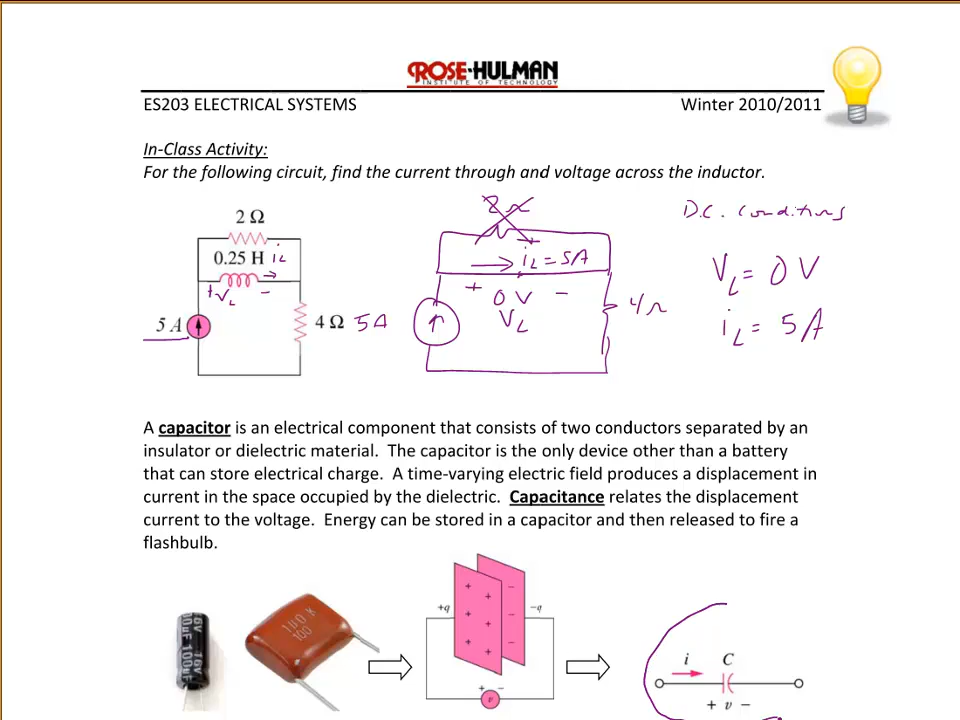 ROSE-HULMAN
INSTITUTE OF TECHNOLOGY
ES203 ELECTRICAL SYSTEMS Winter 2010/2011
In-Class Activity:
For the following circuit, find the current through and voltage across the inductor.
2 Ω
0.25 H iL
+ VL -
5 A
4 Ω 5A
2Ω
iL = 5A
+ 0V -
VL
4Ω
D.C. conditions
VL = 0 V
iL = 5A
A capacitor is an electrical component that consists of two conductors separated by an
insulator or dielectric material. The capacitor is the only device other than a battery
that can store electrical charge. A time-varying electric field produces a displacement in
current in the space occupied by the dielectric. Capacitance relates the displacement
current to the voltage. Energy can be stored in a capacitor and then released to fire a
flashbulb.
+q -q
+ -
v
i C
+ v -